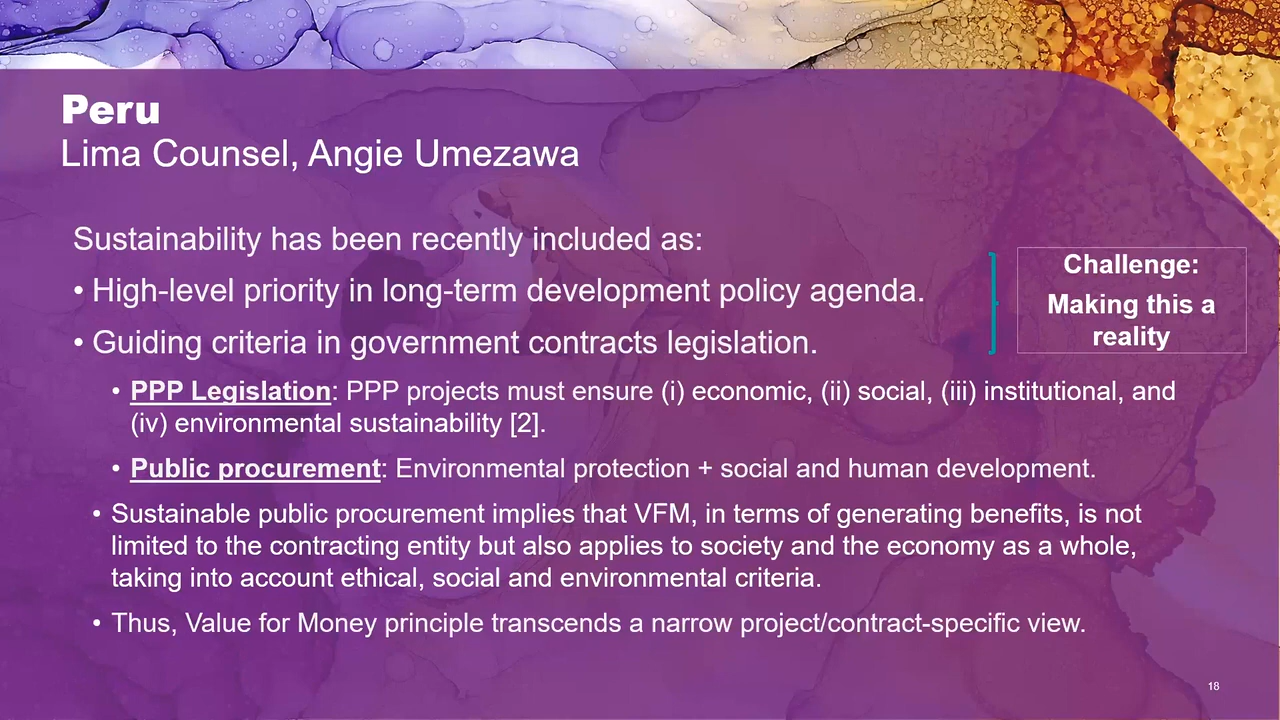 Peru
Lima Counsel, Angie Umezawa
Sustainability has been recently included as:
• High-level priority in long-term development policy agenda.
• Guiding criteria in government contracts legislation.
Challenge:
Making this a
reality
• PPP Legislation: PPP projects must ensure (i) economic, (ii) social, (iii) institutional, and
(iv) environmental sustainability [2].
• Public procurement: Environmental protection + social and human development.
• Sustainable public procurement implies that VFM, in terms of generating benefits, is not
limited to the contracting entity but also applies to society and the economy as a whole,
taking into account ethical, social and environmental criteria.
• Thus, Value for Money principle transcends a narrow project/contract-specific view.
18